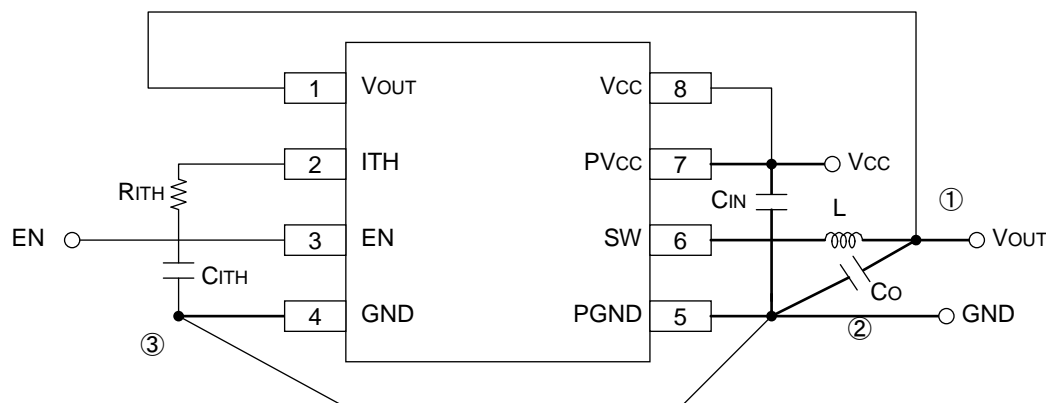 1 VOUT VCC 8
2 ITH PVCC 7 VCC
RITH CIN L ①
EN 3 EN SW 6 VOUT
CITH CO
4 GND PGND 5 GND
③ ②